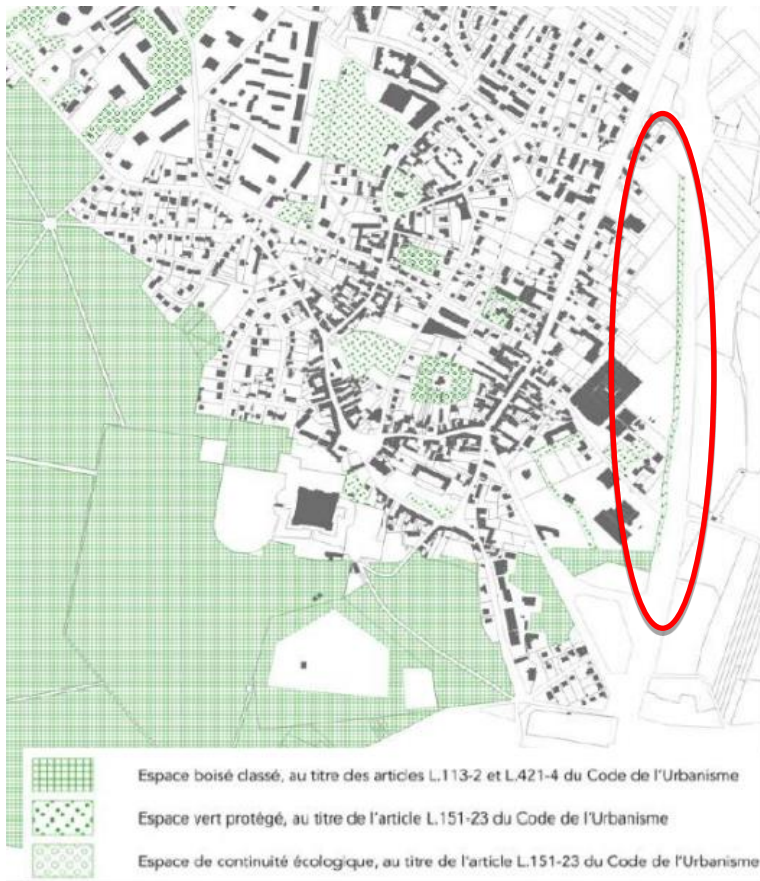 Espace boisé classé, au titre des articles L.113-2 et L.421-4 du Code de l'Urbanisme
Espace vert protégé, au titre de l'article L.151-23 du Code de l'Urbanisme
Espace de continuité écologique, au titre de l'article L.151-23 du Code de l'Urbanisme